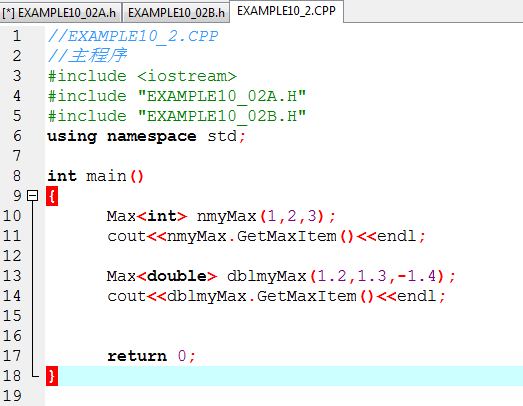 [*] EXAMPLE10_02A.h EXAMPLE10_02B.h EXAMPLE10_2.CPP
1 //EXAMPLE10_2.CPP
2 //主程序
3 #include <iostream>
4 #include "EXAMPLE10_02A.H"
5 #include "EXAMPLE10_02B.H"
6 using namespace std;
7
8 int main()
9 {
10 Max<int> nmyMax(1,2,3);
11 cout<<nmyMax.GetMaxItem()<<endl;
12
13 Max<double> dblmyMax(1.2,1.3,-1.4);
14 cout<<dblmyMax.GetMaxItem()<<endl;
15
16
17 return 0;
18 }
19